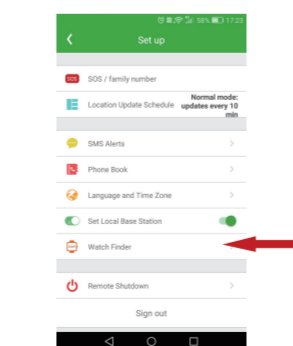 58% 17:23
Set up
SOS SOS / family number
Location Update Schedule Normal mode:
updates every 10
min
SMS Alerts
Phone Book
Language and Time Zone
Set Local Base Station
Watch Finder
Remote Shutdown
Sign out